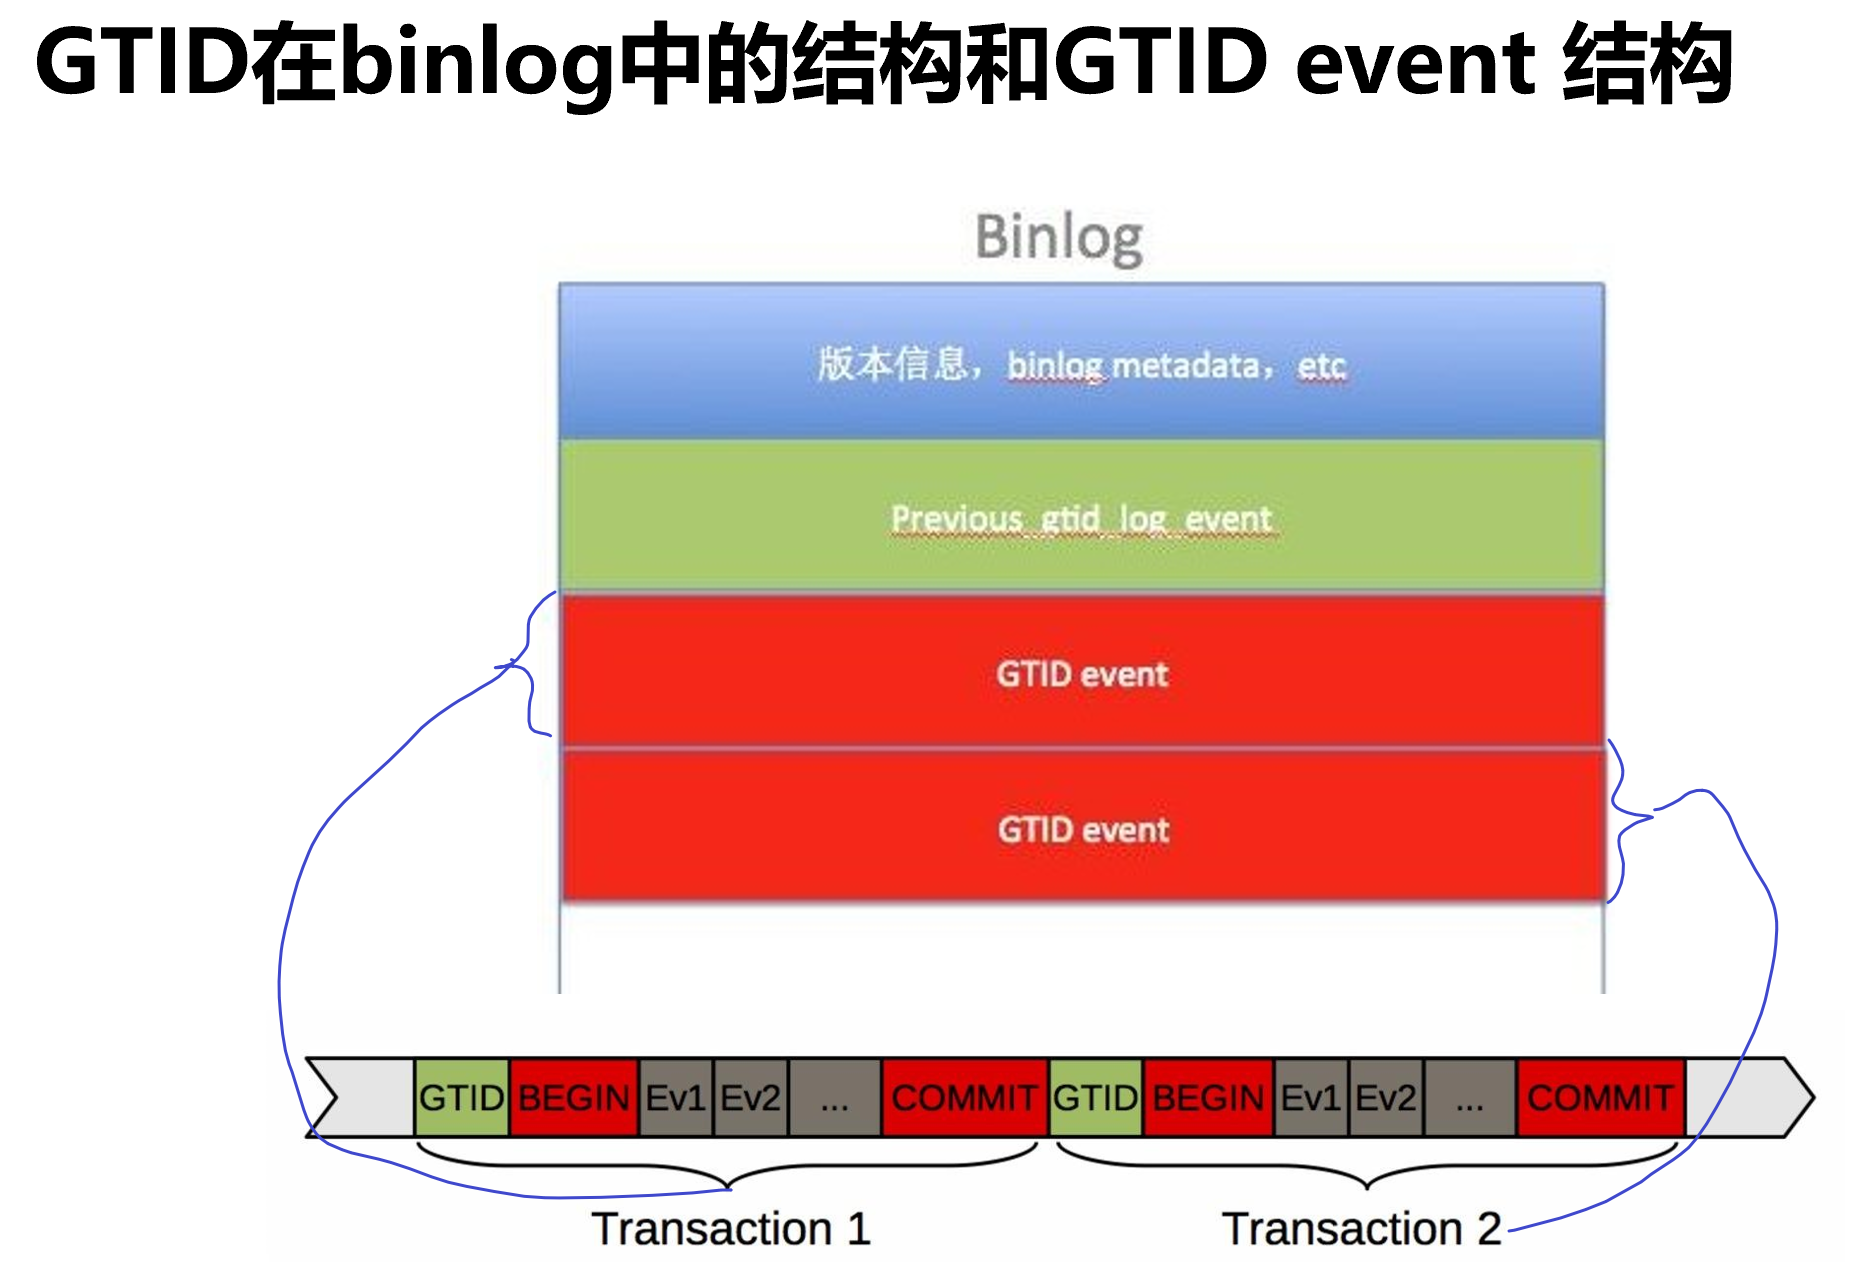 GTID在binlog中的结构和GTID event 结构
Binlog
版本信息，binlog metadata，etc
Previous_gtid_log_event
GTID event
GTID event
GTID BEGIN Ev1 Ev2 ... COMMIT GTID BEGIN Ev1 Ev2 ... COMMIT
Transaction 1 Transaction 2